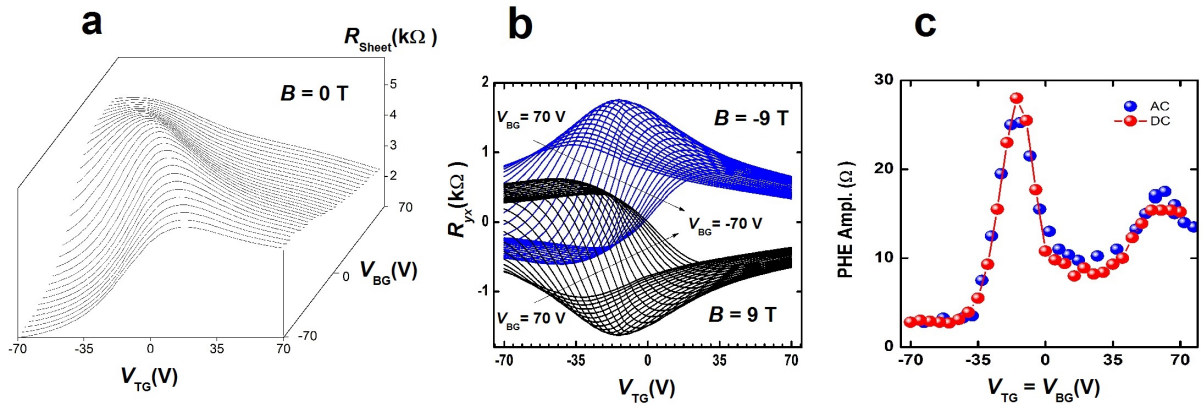 a
R_Sheet(kΩ )
B = 0 T
5
4
3
2
70
0
-70
V_BG(V)
-70
-35
0
35
70
V_TG(V)
b
2
1
0
-1
R_yx(kΩ)
V_BG= 70 V
B = -9 T
V_BG= -70 V
V_BG= 70 V
B = 9 T
-70
-35
0
35
70
V_TG(V)
c
30
20
10
0
PHE Ampl. (Ω)
AC
DC
-70
-35
0
35
70
V_TG = V_BG(V)